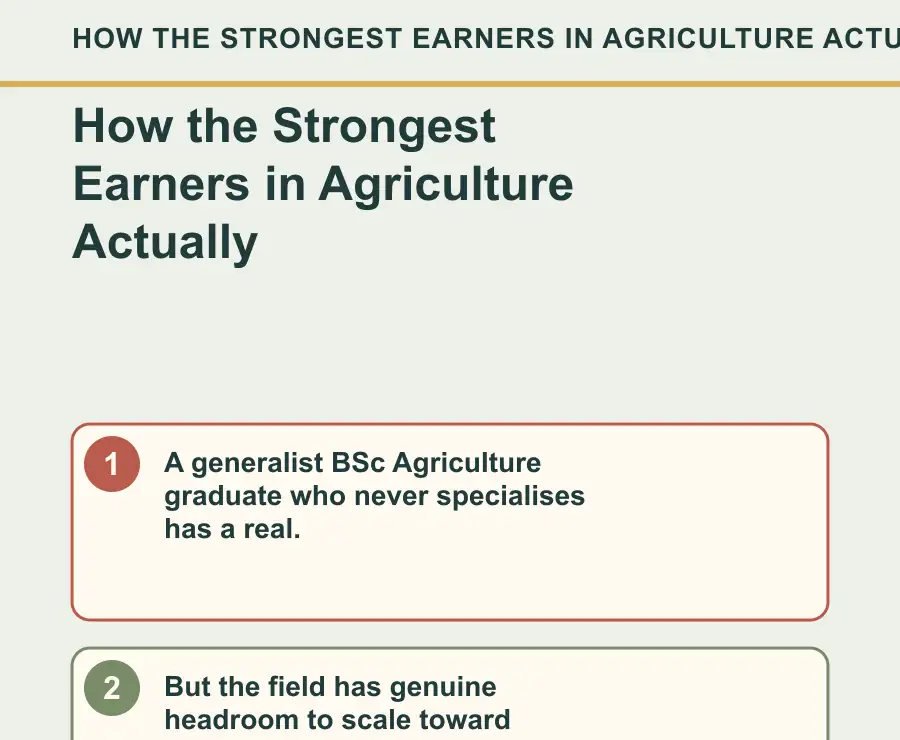 HOW THE STRONGEST EARNERS IN AGRICULTURE ACTU
How the Strongest
Earners in Agriculture
Actually
1
A generalist BSc Agriculture
graduate who never specialises
has a real.
2
But the field has genuine
headroom to scale toward